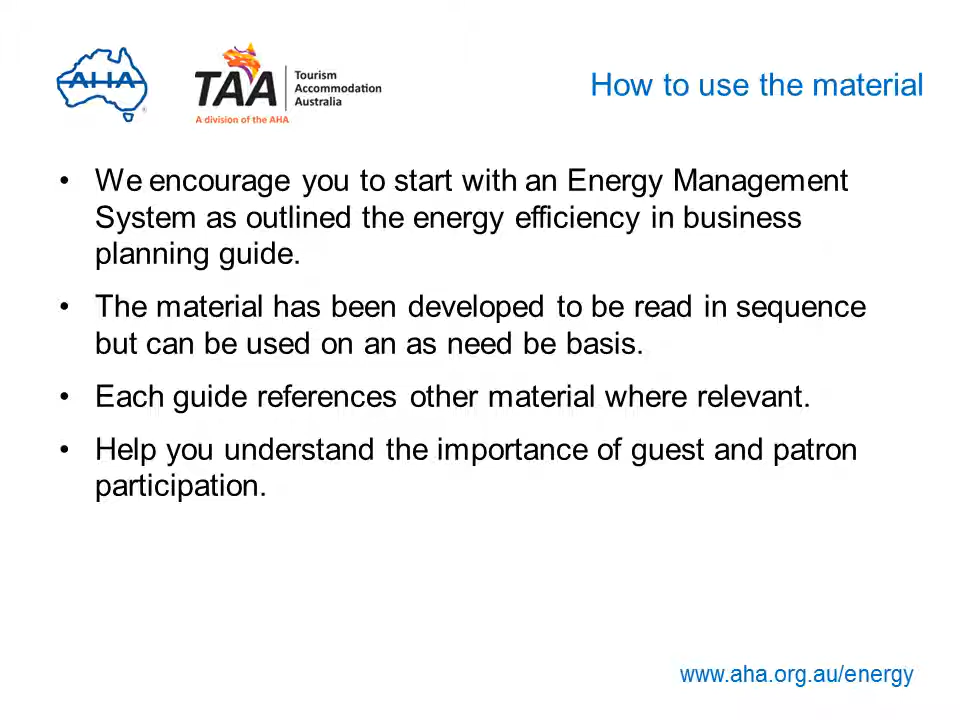 AHA
TAA
Tourism
Accommodation
Australia
A division of the AHA
How to use the material
• We encourage you to start with an Energy Management
System as outlined the energy efficiency in business
planning guide.
• The material has been developed to be read in sequence
but can be used on an as need be basis.
• Each guide references other material where relevant.
• Help you understand the importance of guest and patron
participation.
www.aha.org.au/energy